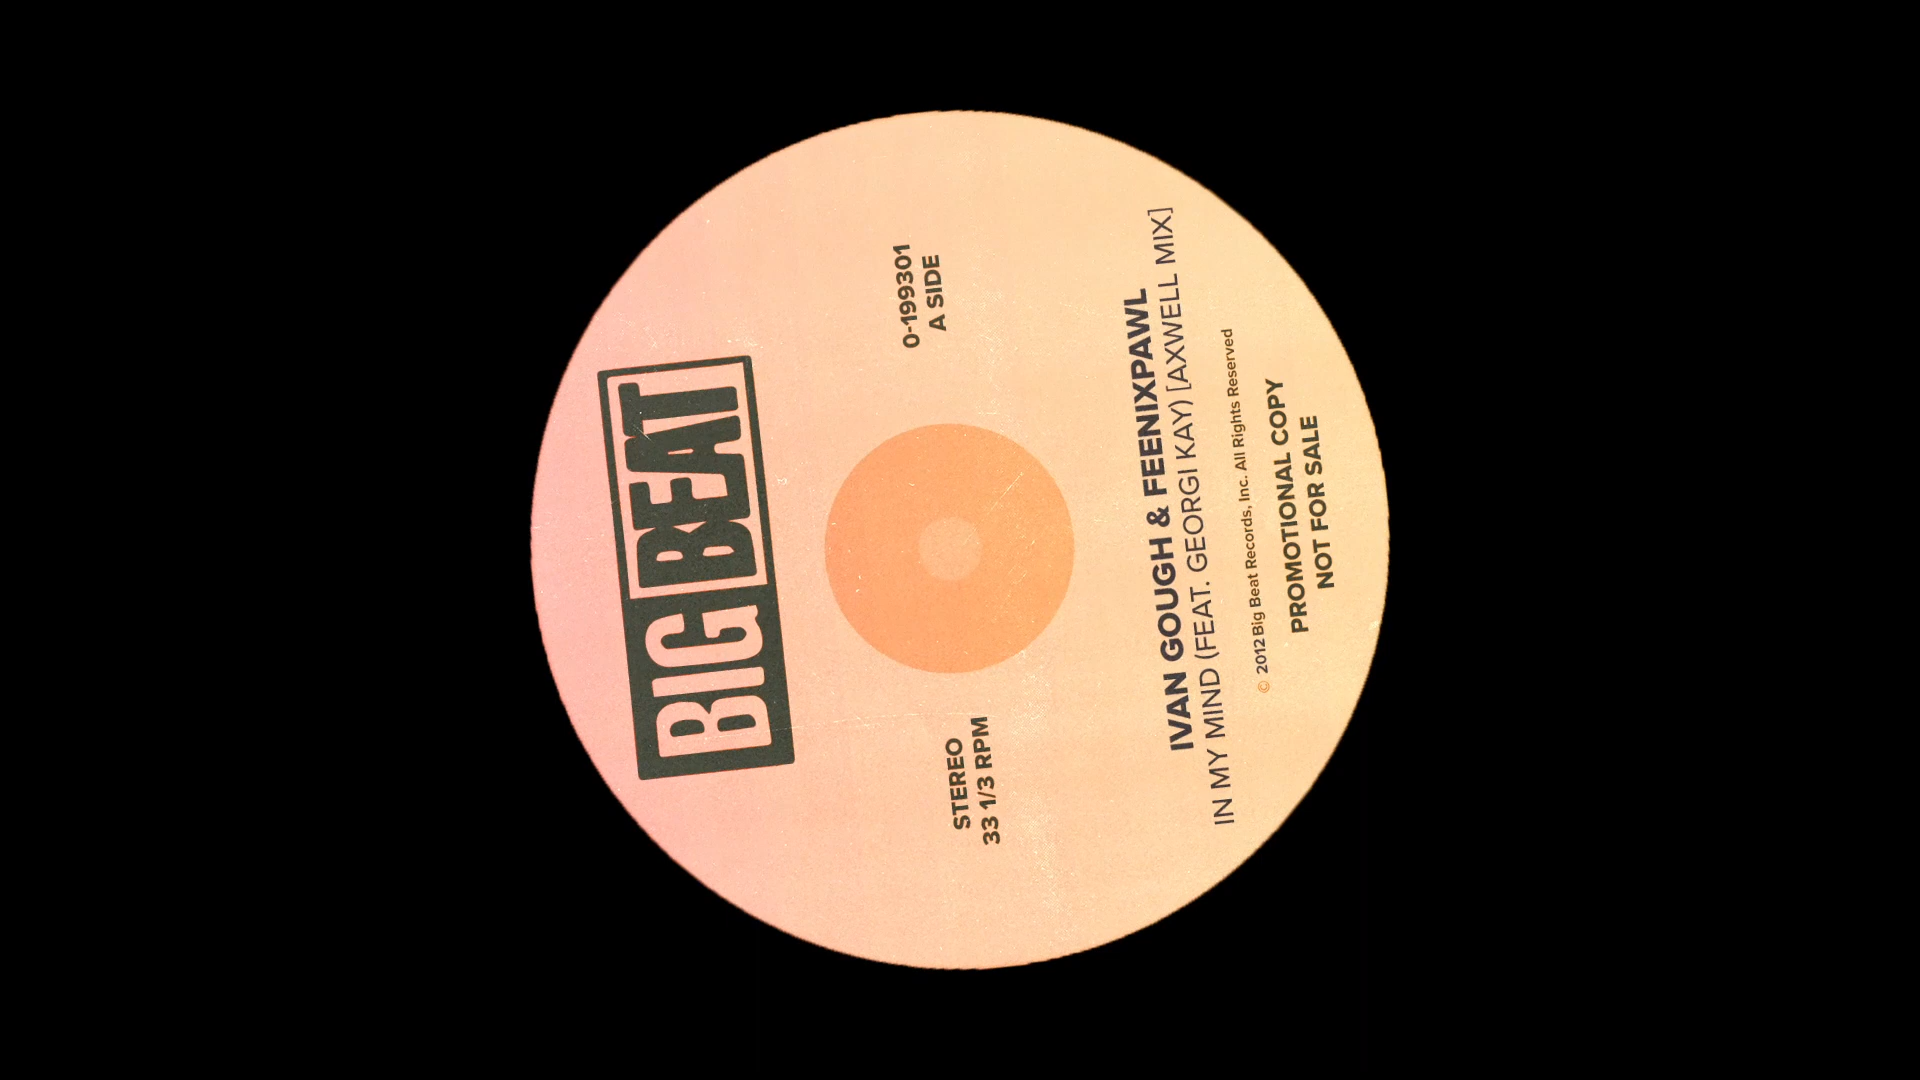 BIG BEAT
STEREO
33 1/3 RPM
0-199301
A SIDE
IVAN GOUGH & FEENIXPAWL
IN MY MIND (FEAT. GEORGI KAY) [AXWELL MIX]
© 2012 Big Beat Records, Inc. All Rights Reserved
PROMOTIONAL COPY
NOT FOR SALE